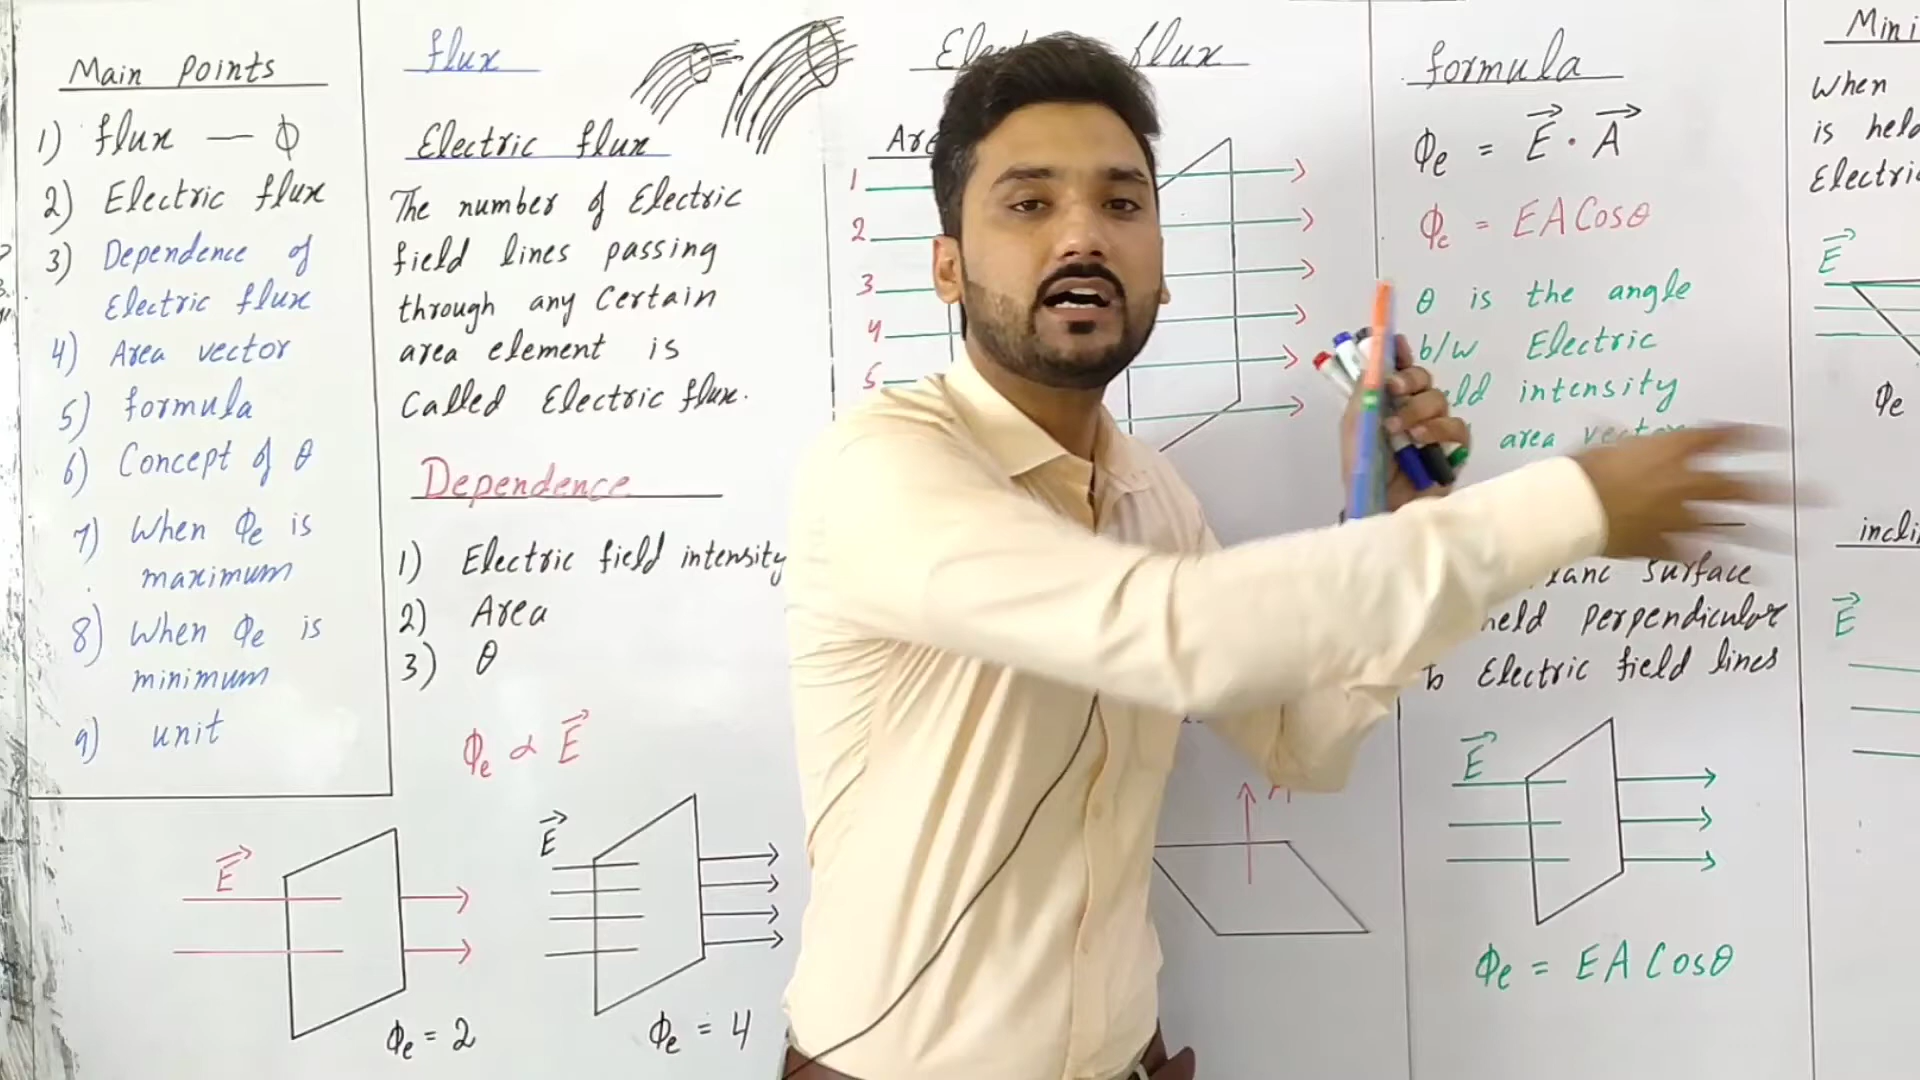 Main points
1) flux — Φ
2) Electric flux
3) Dependence of
Electric flux
4) Area vector
5) formula
6) Concept of θ
7) When Φe is
maximum
8) When Φe is
minimum
9) unit
flux
Electric flux
The number of Electric
field lines passing
through any Certain
area element is
Called Electric flux.
Dependence
1) Electric field intensity
2) Area
3) θ
Φe ∝ E⃗
E⃗
Φe = 2
E⃗
Φe = 4
flux
1
2
3
4
5
formula
Φe = E⃗ · A⃗
Φe = EA Cosθ
θ is the angle
b/w Electric
intensity
area vector
surface
held perpendicular
to Electric field lines
E⃗
Φe = EA Cosθ
When
Electric
E⃗
Φe
E⃗